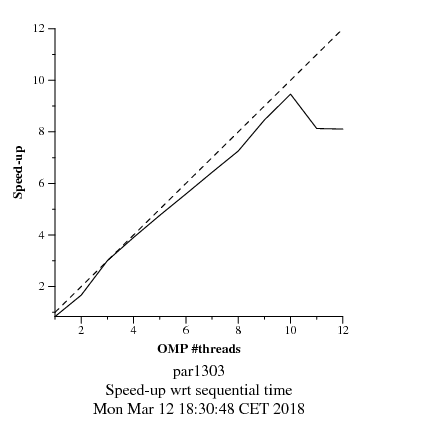 12
10
8
6
4
2
Speed-up
2 4 6 8 10 12
OMP #threads
par1303
Speed-up wrt sequential time
Mon Mar 12 18:30:48 CET 2018